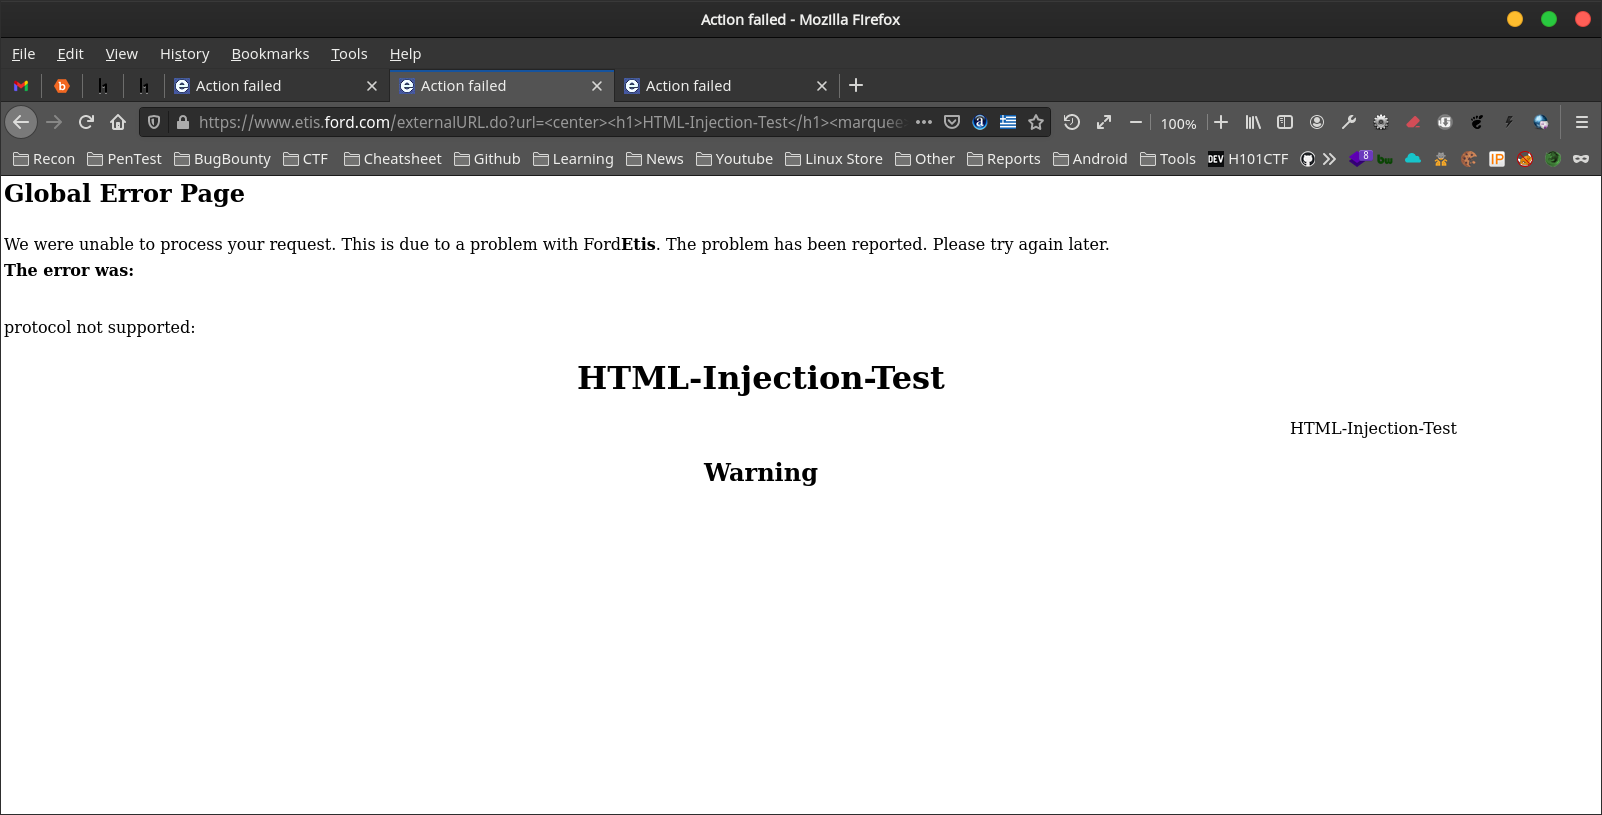 Action failed - Mozilla Firefox
File Edit View History Bookmarks Tools Help
Action failed Action failed Action failed
https://www.etis.ford.com/externalURL.do?url=<center><h1>HTML-Injection-Test</h1><marquee> 100%
Recon PenTest BugBounty CTF Cheatsheet Github Learning News Youtube Linux Store Other Reports Android Tools DEV H101CTF 8 bw IP
Global Error Page
We were unable to process your request. This is due to a problem with FordEtis. The problem has been reported. Please try again later.
The error was:
protocol not supported:
HTML-Injection-Test
HTML-Injection-Test
Warning